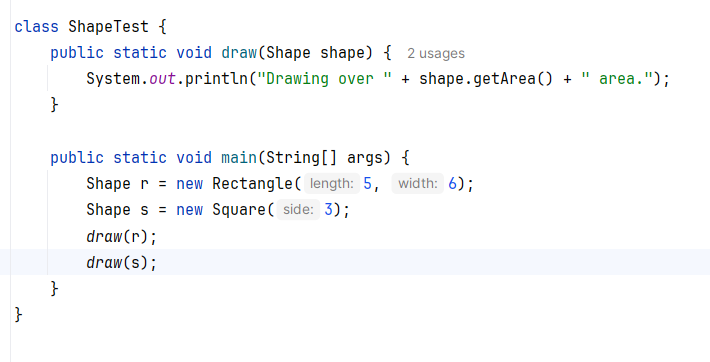 class ShapeTest {
public static void draw(Shape shape) { 2 usages
System.out.println("Drawing over " + shape.getArea() + " area.");
}
public static void main(String[] args) {
Shape r = new Rectangle( length: 5, width: 6);
Shape s = new Square( side: 3);
draw(r);
draw(s);
}
}